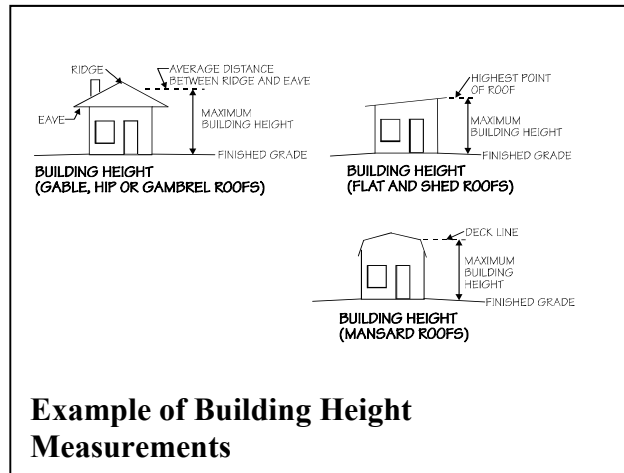 RIDGE
AVERAGE DISTANCE
BETWEEN RIDGE AND EAVE
EAVE
MAXIMUM
BUILDING HEIGHT
FINISHED GRADE
BUILDING HEIGHT
(GABLE, HIP OR GAMBREL ROOFS)
HIGHEST POINT
OF ROOF
MAXIMUM
BUILDING HEIGHT
FINISHED GRADE
BUILDING HEIGHT
(FLAT AND SHED ROOFS)
DECK LINE
MAXIMUM
BUILDING
HEIGHT
FINISHED GRADE
BUILDING HEIGHT
(MANSARD ROOFS)
Example of Building Height
Measurements